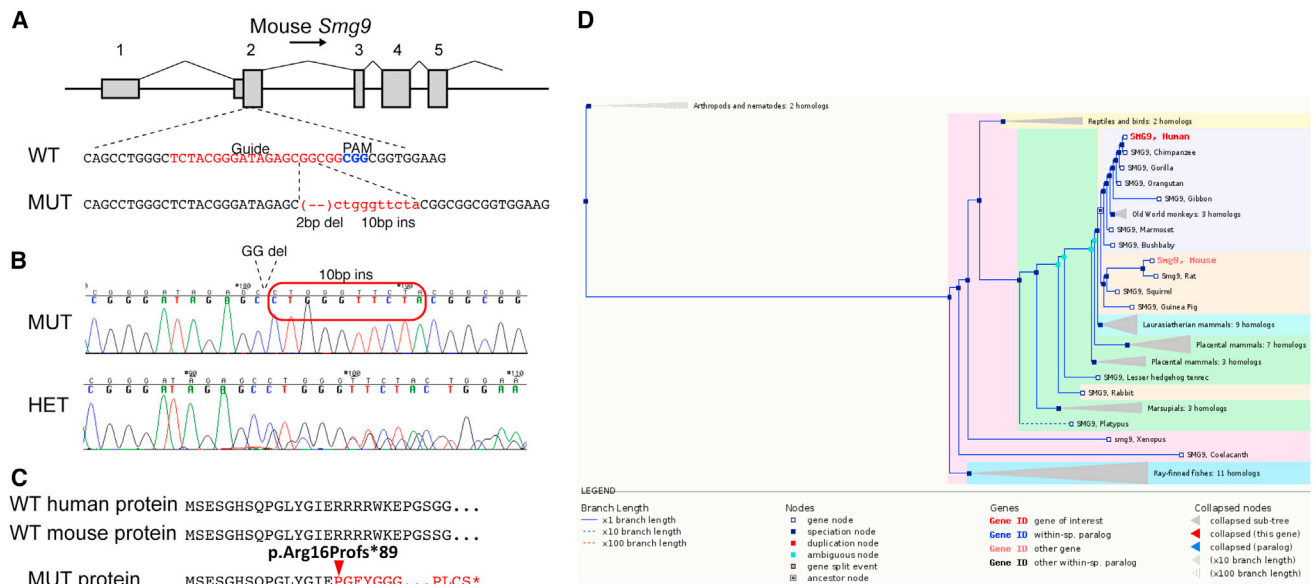 A
Mouse Smg9
1 2 3 4 5
Guide PAM
WT CAGCCTGGGCTCTACGGGATAGAGCGGCGGCGGCGGTGGAAG
MUT CAGCCTGGGCTCTACGGGATAGAGC(--)ctgggttctaCGGCGGCGGTGGAAG
2bp del 10bp ins
B
GG del
10bp ins
C G G G A T A G A G C C T G G G T T C T A C G G C G G
MUT
C G G G A T A G A G C C T G G G T T C T A C T G G A A
HET
C
WT human protein MSESGHSQPGLYGIERRRRWKEPGSGG...
WT mouse protein MSESGHSQPGLYGIERRRRWKEPGSGG...
p.Arg16Profs*89
MUT protein MSESGHSQPGLYGIEPGFYGGG...PLCS*
D
Arthropods and nematodes: 2 homologs
Reptiles and birds: 2 homologs
SMG9, Human
SMG9, Chimpanzee
SMG9, Gorilla
SMG9, Orangutan
SMG9, Gibbon
Old World monkeys: 3 homologs
SMG9, Marmoset
SMG9, Bushbaby
Smg9, Mouse
Smg9, Rat
SMG9, Squirrel
SMG9, Guinea Pig
Laurasiatherian mammals: 9 homologs
Placental mammals: 7 homologs
Placental mammals: 3 homologs
SMG9, Lesser hedgehog tenrec
SMG9, Rabbit
Marsupials: 3 homologs
SMG9, Platypus
smg9, Xenopus
SMG9, Coelacanth
Ray-finned fishes: 11 homologs
LEGEND
Branch Length
x1 branch length
x10 branch length
x100 branch length
Nodes
gene node
speciation node
duplication node
ambiguous node
gene split event
ancestor node
Genes
Gene ID gene of interest
Gene ID within-sp. paralog
Gene ID other gene
Gene ID other within-sp. paralog
Collapsed nodes
collapsed sub-tree
collapsed (this gene)
collapsed (paralog)
(x10 branch length)
(x100 branch length)